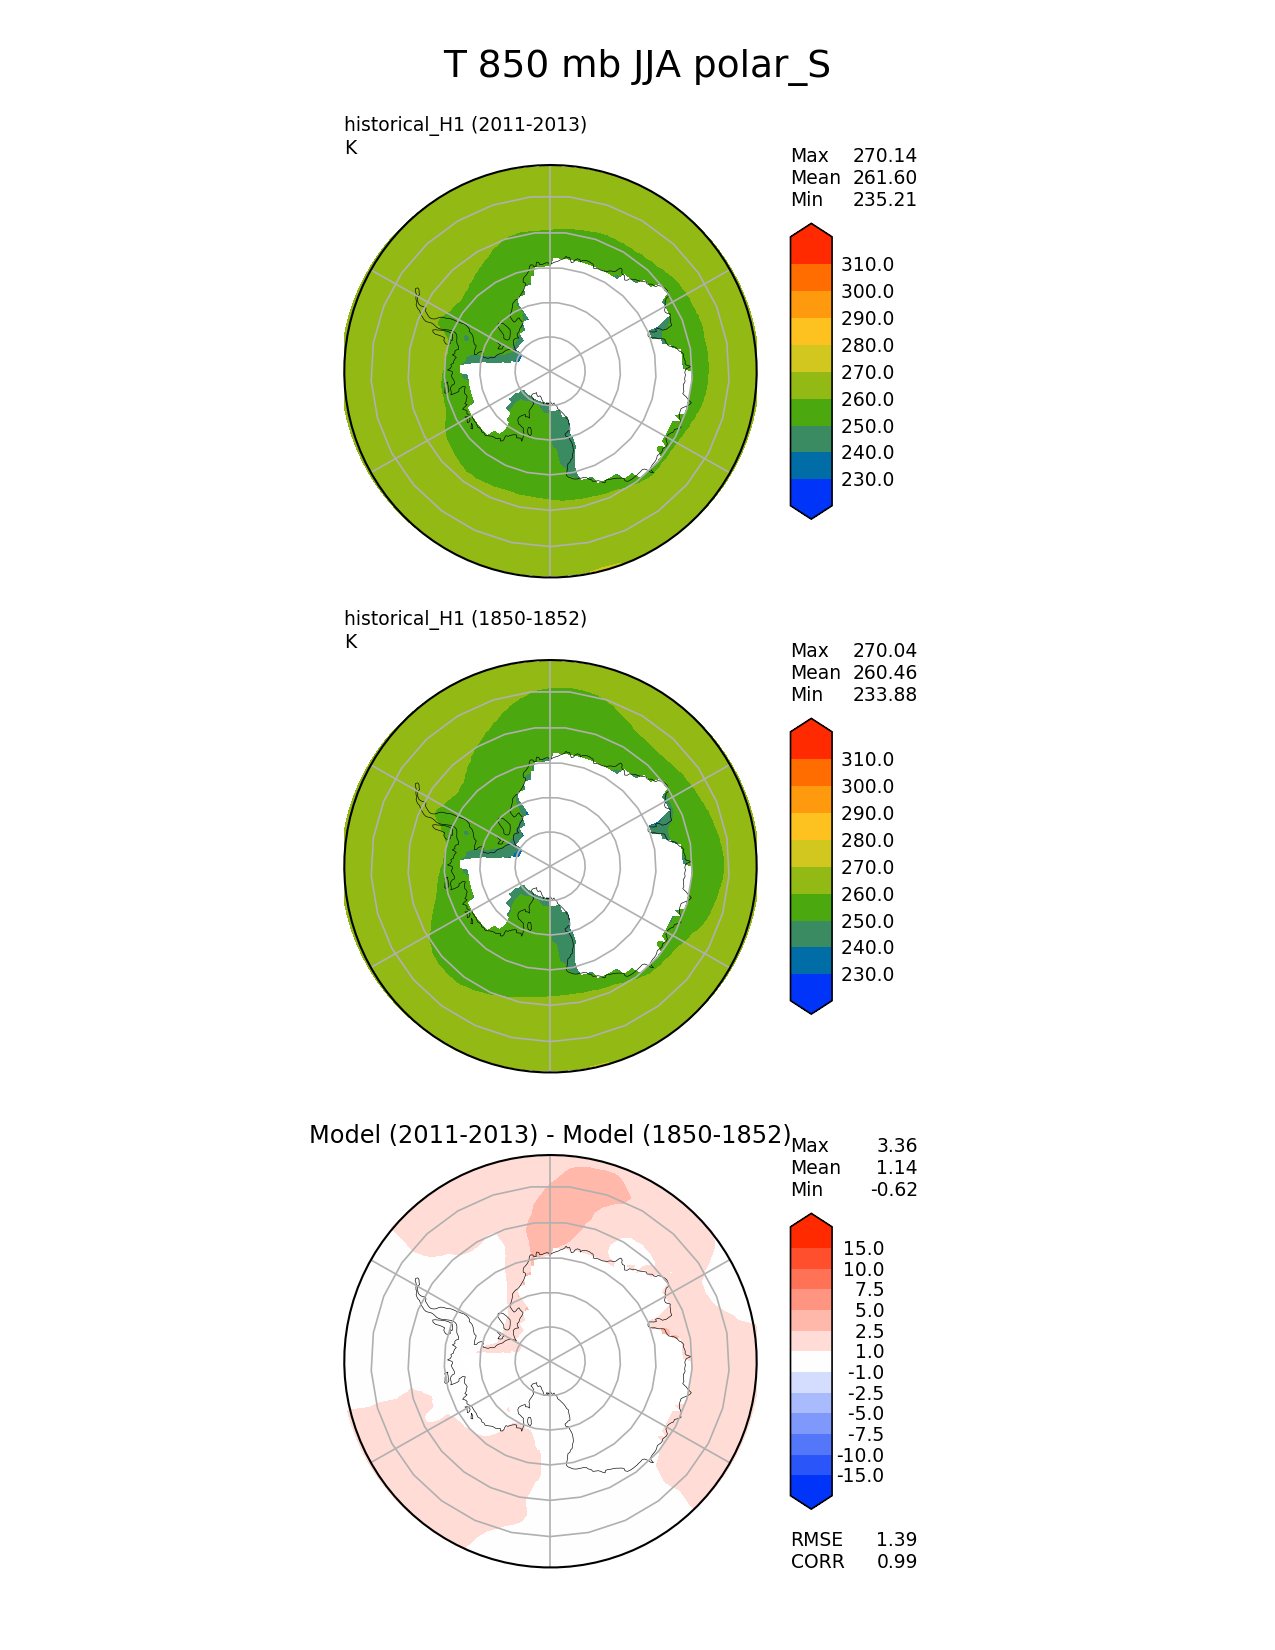 T 850 mb JJA polar_S
historical_H1 (2011-2013)
K
Max 270.14
Mean 261.60
Min 235.21
310.0
300.0
290.0
280.0
270.0
260.0
250.0
240.0
230.0
historical_H1 (1850-1852)
K
Max 270.04
Mean 260.46
Min 233.88
310.0
300.0
290.0
280.0
270.0
260.0
250.0
240.0
230.0
Model (2011-2013) - Model (1850-1852)
Max 3.36
Mean 1.14
Min -0.62
15.0
10.0
7.5
5.0
2.5
1.0
-1.0
-2.5
-5.0
-7.5
-10.0
-15.0
RMSE 1.39
CORR 0.99